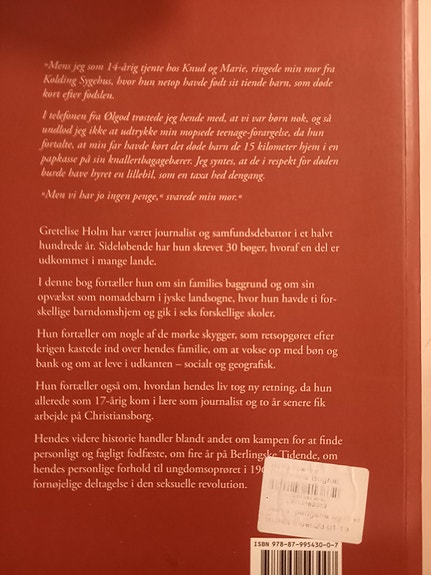 "Mens jeg som 14-årig tjente hos Knud og Marie, ringede min mor fra
Kolding Sygehus, hvor hun netop havde født sit tiende barn, som døde
kort efter fødslen.
I telefonen fra Ølgod trøstede jeg hende med, at vi var børn nok, og så
undlod jeg ikke at udtrykke min mopsede teenage-forargelse, da hun
fortalte, at min far havde kørt det døde barn de 15 kilometer hjem i en
papkasse på sin knallertbagagebærer. Jeg syntes, at de i respekt for døden
burde have hyret en lillebil, som en taxa hed dengang.
"Men vi har jo ingen penge," svarede min mor."
Gretelise Holm har været journalist og samfundsdebattør i et halvt
hundrede år. Sideløbende har hun skrevet 30 bøger, hvoraf en del er
udkommet i mange lande.
I denne bog fortæller hun om sin families baggrund og om sin
opvækst som nomadebarn i jyske landsogne, hvor hun havde ti for-
skellige barndomshjem og gik i seks forskellige skoler.
Hun fortæller om nogle af de mørke skygger, som retsopgøret efter
krigen kastede ind over hendes familie, om at vokse op med bøn og
bank og om at leve i udkanten – socialt og geografisk.
Hun fortæller også om, hvordan hendes liv tog ny retning, da hun
allerede som 17-årig kom i lære som journalist og to år senere fik
arbejde på Christiansborg.
Hendes videre historie handler blandt andet om kampen for at finde
personligt og fagligt fodfæste, om fire år på Berlingske Tidende, om
hendes personlige forhold til ungdomsoprøret i
fornøjelige deltagelse i den seksuelle revolution.
ISBN 978-87-995430-0-7